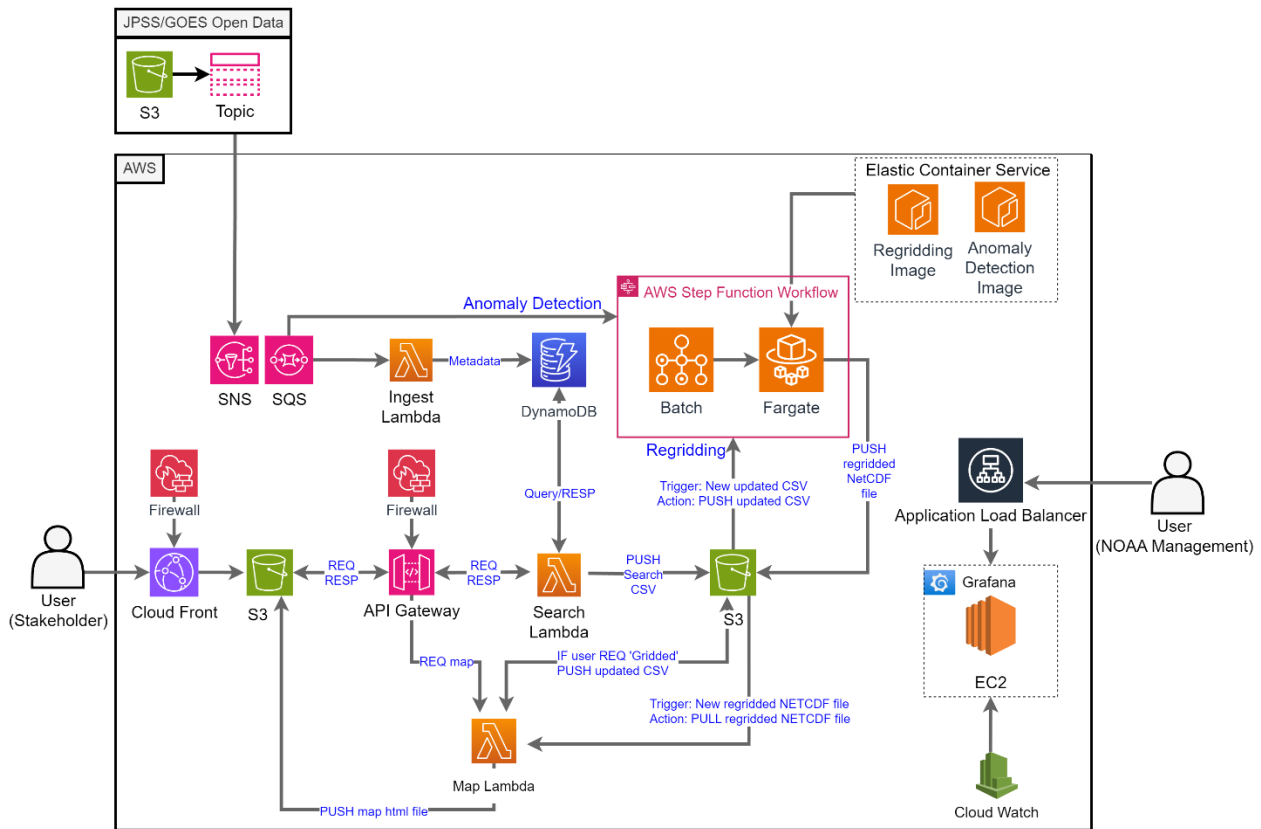 JPSS/GOES Open Data
S3
Topic
AWS
Elastic Container Service
Regridding
Image
Anomaly
Detection
Image
AWS Step Function Workflow
Anomaly Detection
Batch
Fargate
SNS
SQS
Ingest
Lambda
Metadata
DynamoDB
Regridding
PUSH
regridded
NetCDF
file
Trigger: New updated CSV
Action: PUSH updated CSV
Query/RESP
Firewall
Firewall
Application Load Balancer
User
(NOAA Management)
User
(Stakeholder)
Cloud Front
S3
REQ
RESP
API Gateway
REQ
RESP
Search
Lambda
PUSH
Search
CSV
S3
Grafana
EC2
REQ map
IF user REQ 'Gridded'
PUSH updated CSV
Trigger: New regridded NETCDF file
Action: PULL regridded NETCDF file
Map Lambda
PUSH map html file
Cloud Watch